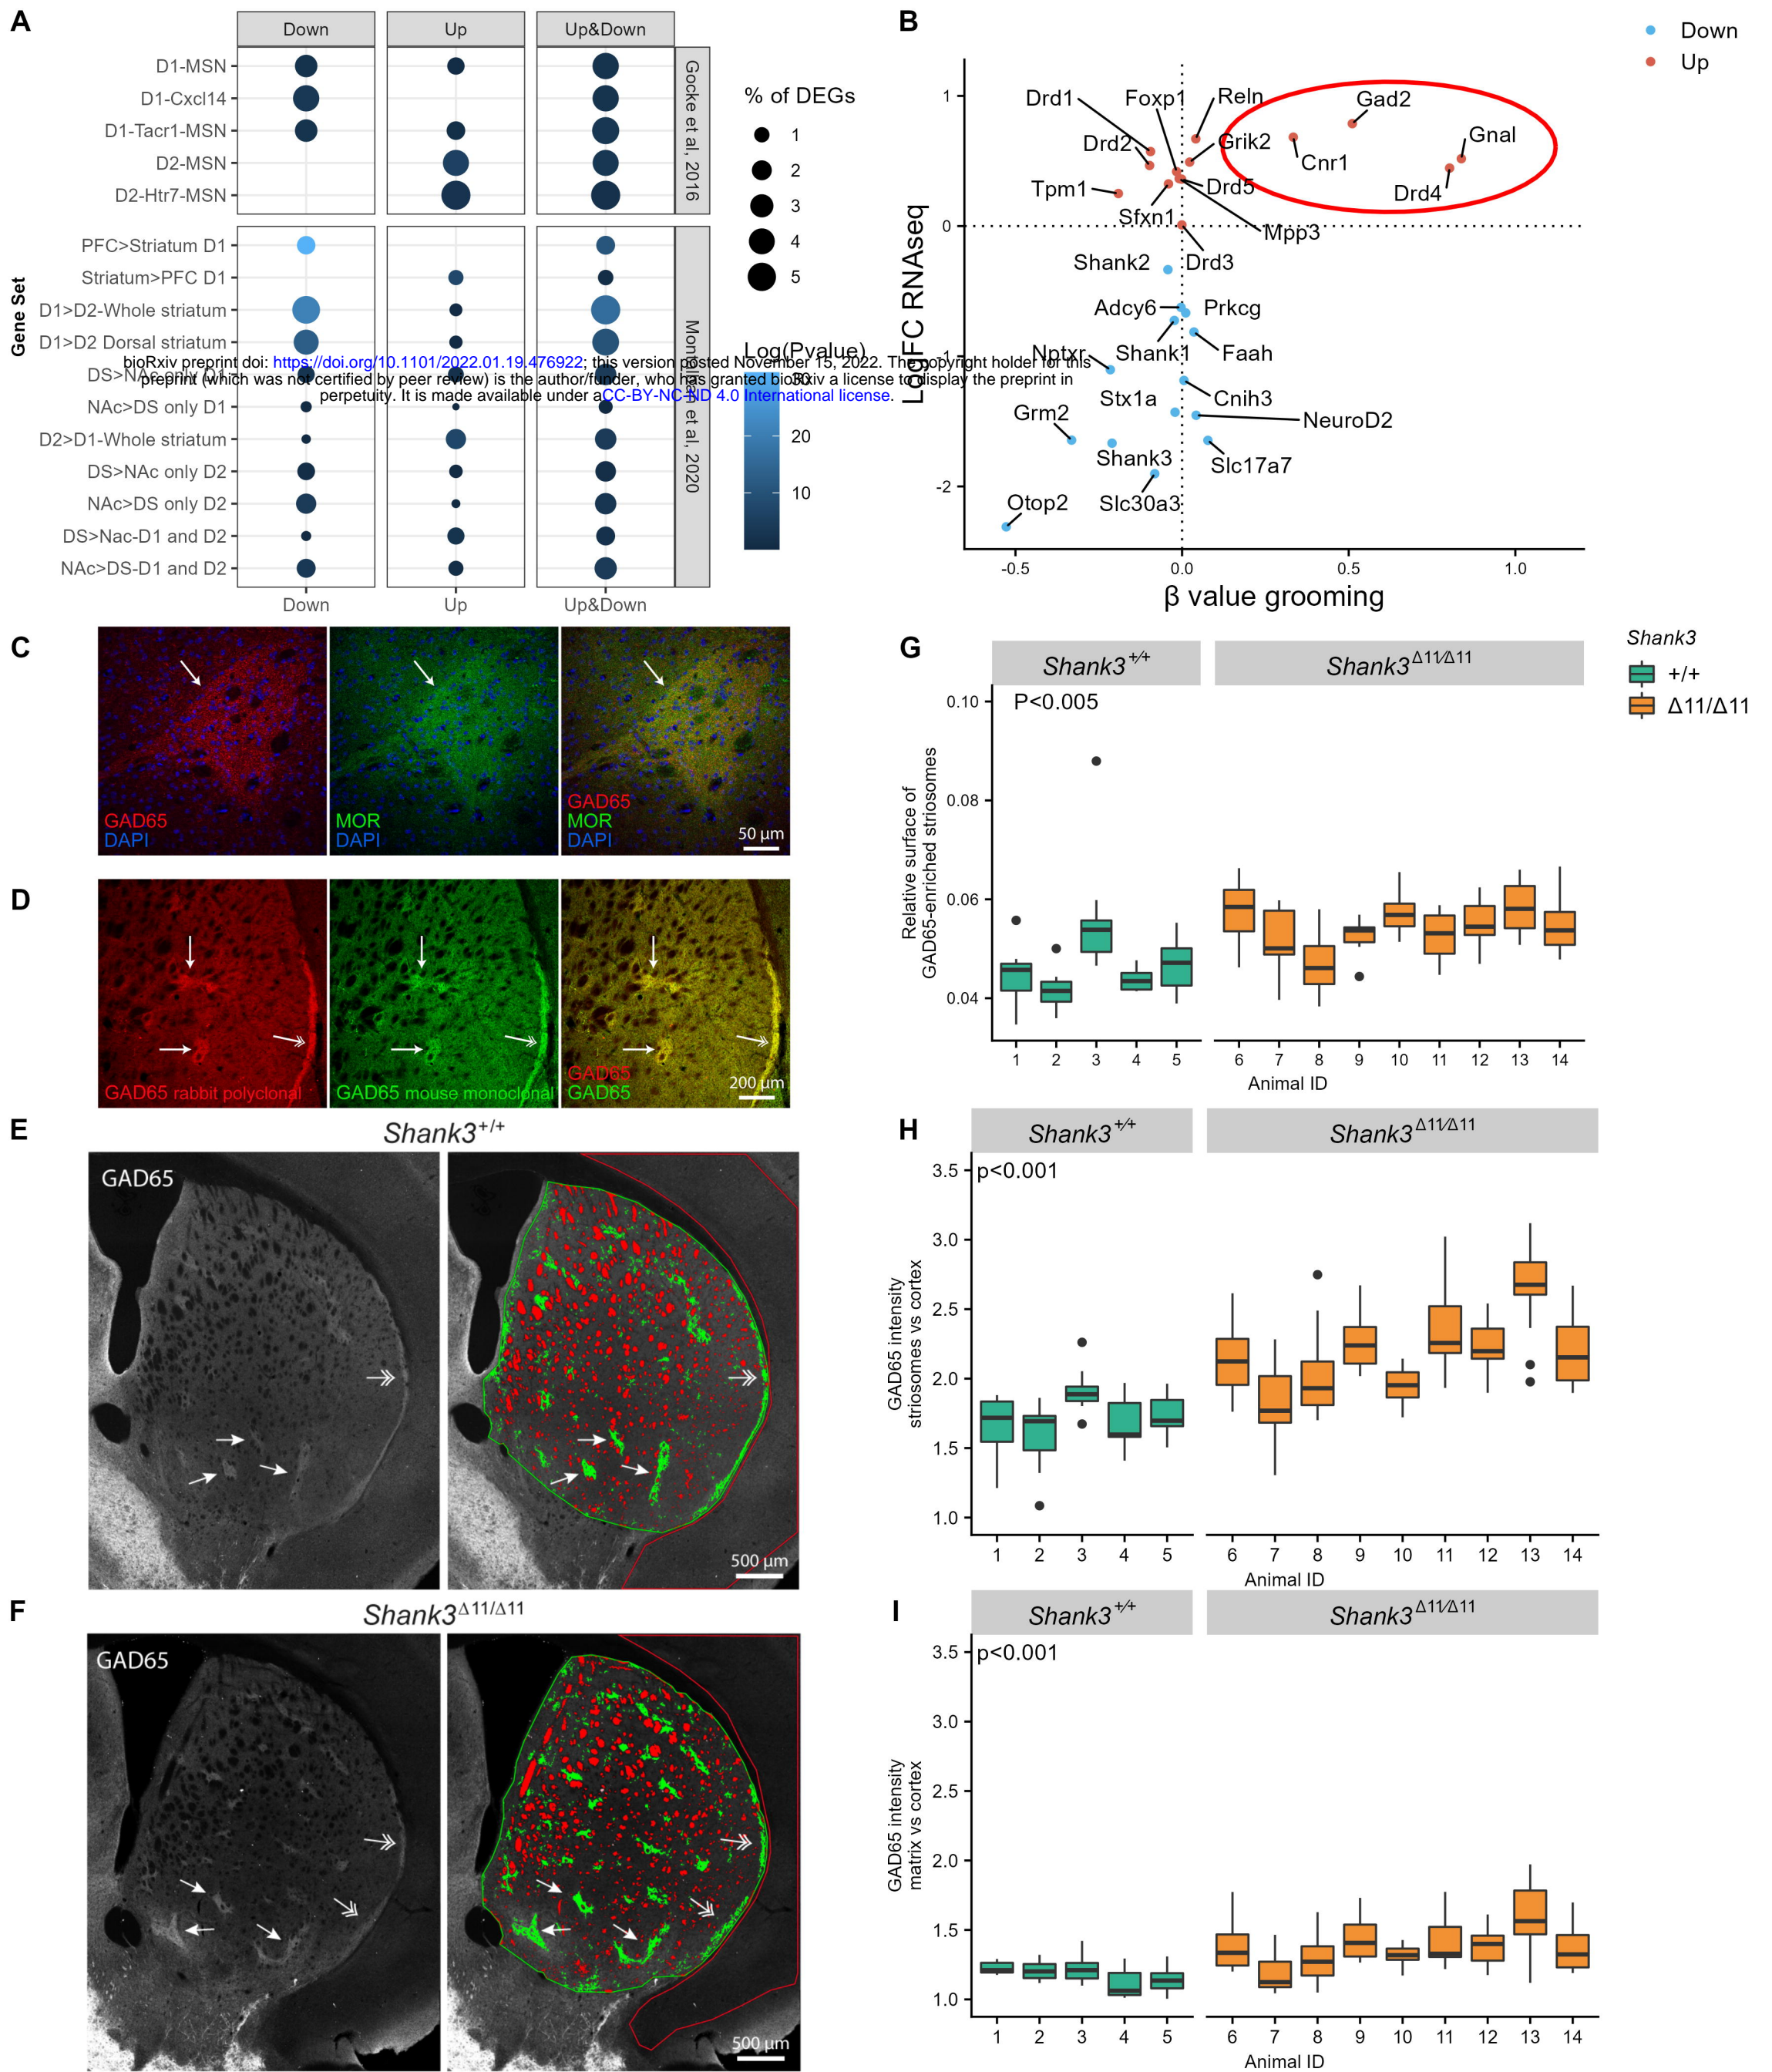 A
Down
Up
Up&Down
D1-MSN
D1-Cxcl14
D1-Tacr1-MSN
D2-MSN
D2-Htr7-MSN
Gocke et al, 2016
PFC>Striatum D1
Striatum>PFC D1
D1>D2-Whole striatum
D1>D2 Dorsal striatum
DS>NAc only D1
NAc>DS only D1
D2>D1-Whole striatum
DS>NAc only D2
NAc>DS only D2
DS>Nac-D1 and D2
NAc>DS-D1 and D2
et al, 2020
Gene Set
Down
Up
Up&Down
% of DEGs
1
2
3
4
5
Log(Pvalue)
30
20
10
bioRxiv preprint doi: https://doi.org/10.1101/2022.01.19.476922; this version posted November 15, 2022. The copyright holder for this
preprint (which was not certified by peer review) is the author/funder, who has granted bioRxiv a license to display the preprint in
perpetuity. It is made available under aCC-BY-NC-ND 4.0 International license.
B
Down
Up
LogFC RNAseq
1
0
-1
-2
Drd1
Foxp1
Reln
Gad2
Drd2
Grik2
Cnr1
Gnal
Tpm1
Drd5
Drd4
Sfxn1
Mpp3
Shank2
Drd3
Adcy6
Prkcg
Nptxr
Shank1
Faah
Stx1a
Cnih3
Grm2
NeuroD2
Shank3
Slc17a7
Otop2
Slc30a3
-0.5
0.0
0.5
1.0
β value grooming
C
GAD65
DAPI
MOR
DAPI
GAD65
MOR
DAPI
50 µm
D
GAD65 rabbit polyclonal
GAD65 mouse monoclonal
GAD65
GAD65
200 µm
E
Shank3+/+
GAD65
500 µm
F
Shank3Δ11/Δ11
GAD65
500 µm
G
Shank3+/+
Shank3Δ11/Δ11
Shank3
+/+
Δ11/Δ11
P<0.005
Relative surface of
GAD65-enriched striosomes
0.10
0.08
0.06
0.04
1 2 3 4 5 6 7 8 9 10 11 12 13 14
Animal ID
H
Shank3+/+
Shank3Δ11/Δ11
p<0.001
GAD65 intensity
striosomes vs cortex
3.5
3.0
2.5
2.0
1.5
1.0
1 2 3 4 5 6 7 8 9 10 11 12 13 14
Animal ID
I
Shank3+/+
Shank3Δ11/Δ11
p<0.001
GAD65 intensity
matrix vs cortex
3.5
3.0
2.5
2.0
1.5
1.0
1 2 3 4 5 6 7 8 9 10 11 12 13 14
Animal ID